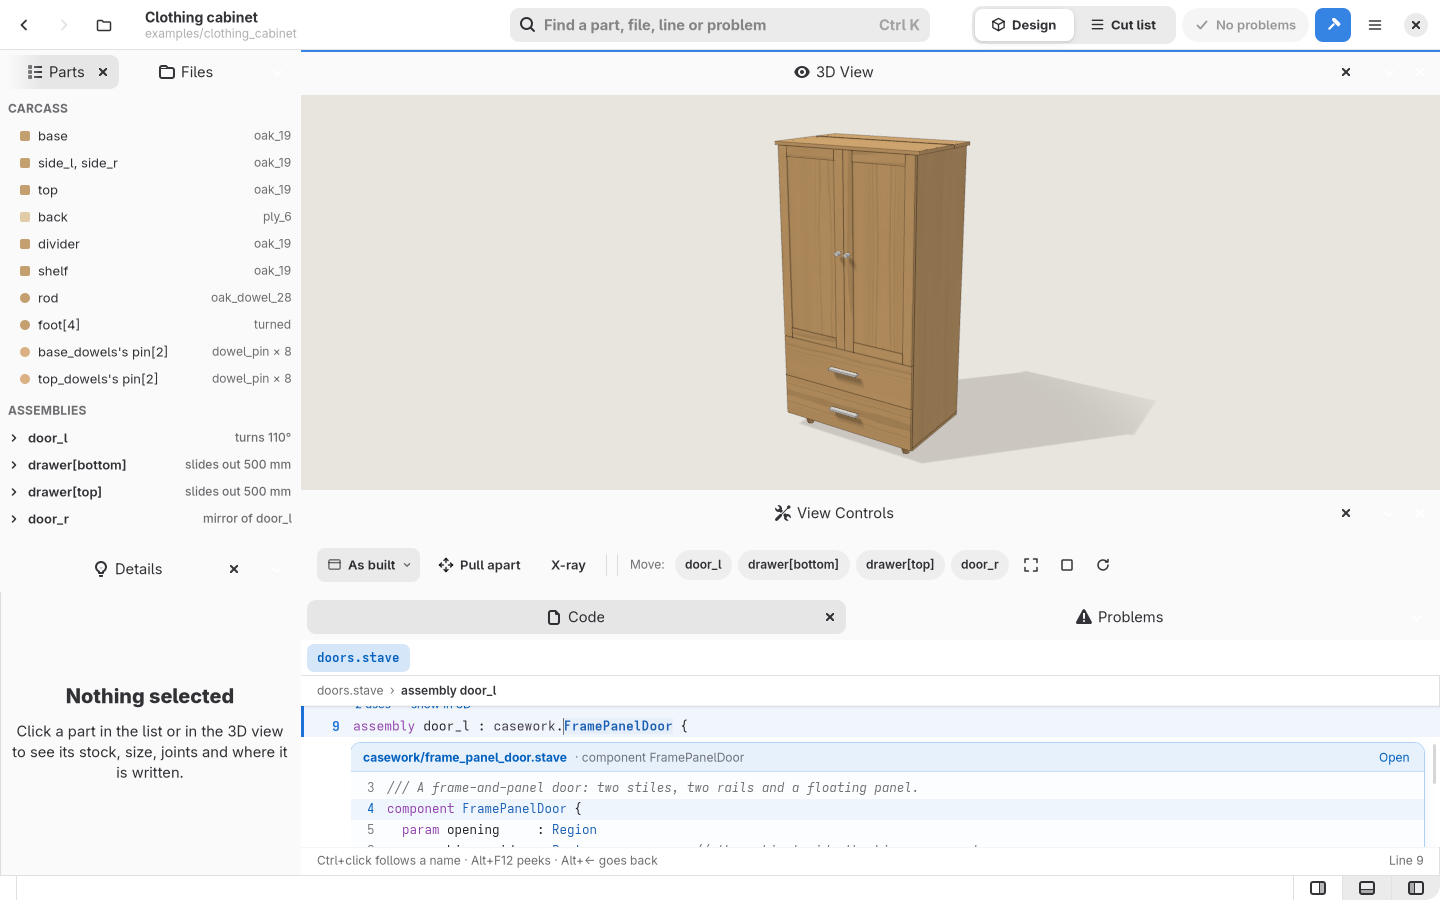 Clothing cabinet
examples/clothing_cabinet
Find a part, file, line or problem Ctrl K
Design Cut list No problems
Parts Files
3D View
CARCASS
base oak_19
side_l, side_r oak_19
top oak_19
back ply_6
divider oak_19
shelf oak_19
rod oak_dowel_28
foot[4] turned
base_dowels's pin[2] dowel_pin × 8
top_dowels's pin[2] dowel_pin × 8
ASSEMBLIES
door_l turns 110°
drawer[bottom] slides out 500 mm
drawer[top] slides out 500 mm
door_r mirror of door_l
View Controls
Details
As built Pull apart X-ray Move: door_l drawer[bottom] drawer[top] door_r
Code Problems
doors.stave
doors.stave › assembly door_l
9 assembly door_l : casework.FramePanelDoor {
casework/frame_panel_door.stave · component FramePanelDoor Open
3 /// A frame-and-panel door: two stiles, two rails and a floating panel.
4 component FramePanelDoor {
5 param opening : Region
Nothing selected
Click a part in the list or in the 3D view
to see its stock, size, joints and where it
is written.
Ctrl+click follows a name · Alt+F12 peeks · Alt+← goes back Line 9